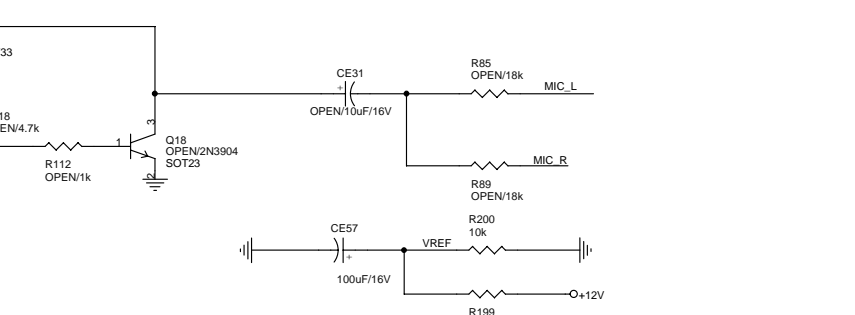 /33
18
EN/4.7k
R112
OPEN/1k
1
3
2
Q18
OPEN/2N3904
SOT23
CE31
+
OPEN/10uF/16V
R85
OPEN/18k
MIC_L
MIC_R
R89
OPEN/18k
CE57
+
100uF/16V
VREF
R200
10k
+12V
R199